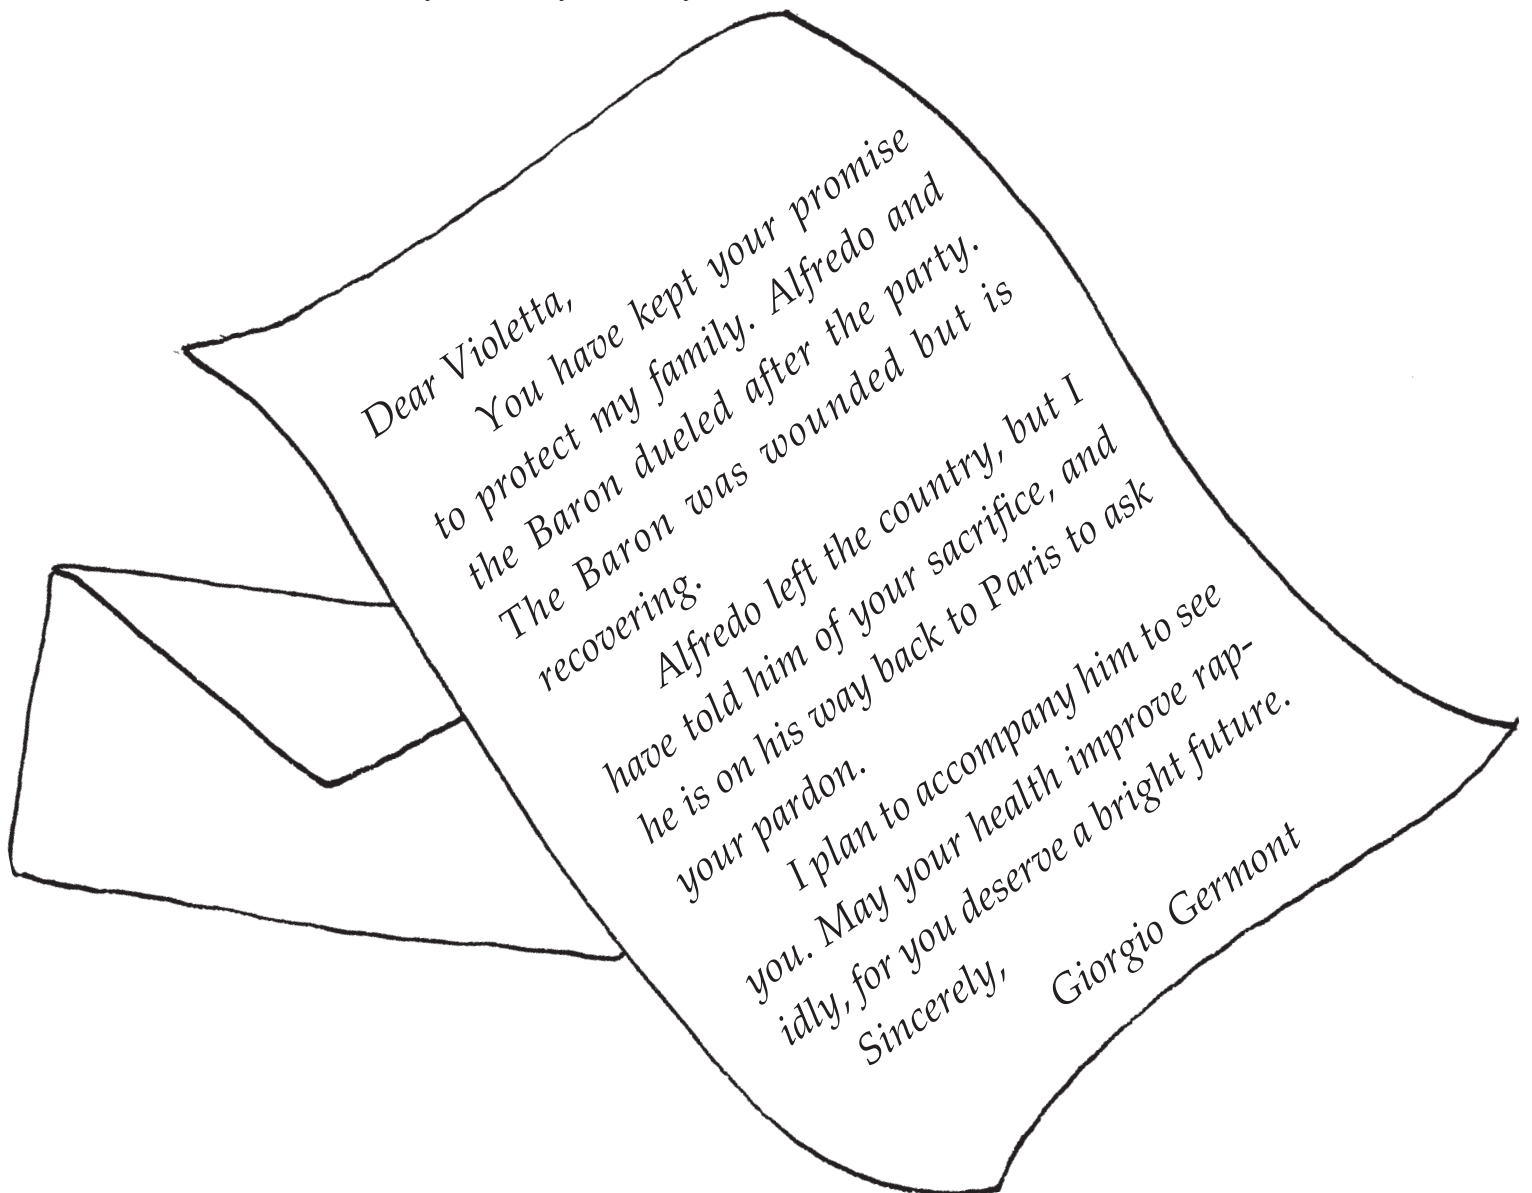 Dear Violetta,
You have kept your promise
to protect my family. Alfredo and
the Baron dueled after the party.
The Baron was wounded but is
recovering.
Alfredo left the country, but I
have told him of your sacrifice, and
he is on his way back to Paris to ask
your pardon.
I plan to accompany him to see
you. May your health improve rap-
idly, for you deserve a bright future.
Sincerely,
Giorgio Germont